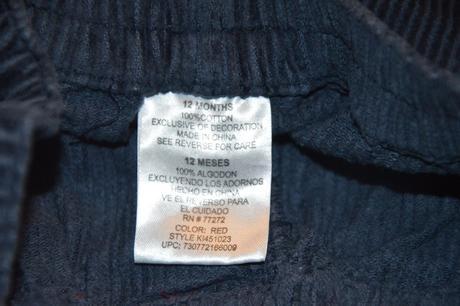 12 MONTHS
100%COTTON
EXCLUSIVE OF DECORATION
MADE IN CHINA
SEE REVERSE FOR CARE
12 MESES
100% ALGODON
EXCLUYENDO LOS ADORNOS
HECHO EN CHINA
VE EL REVERSO PARA
EL CUIDADO
RN # 77272
COLOR: RED
STYLE KI451023
UPC: 730772166009